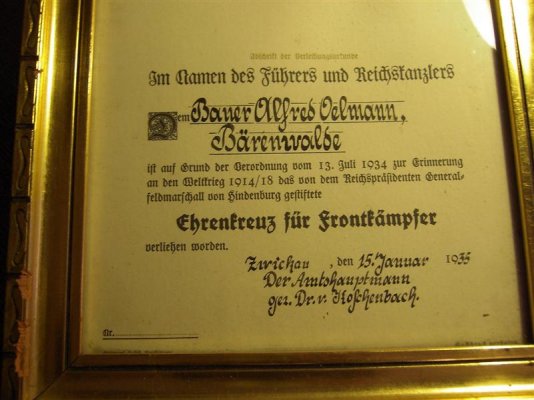 Abschrift der Verleihungsurkunde
Im Namen des Führers und Reichskanzlers
Dem Bauer Alfred Oelmann,
Bärenwalde
ist auf Grund der Verordnung vom 13. Juli 1934 zur Erinnerung
an den Weltkrieg 1914/18 das von dem Reichspräsidenten General-
feldmarschall von Hindenburg gestiftete
Ehrenkreuz für Frontkämpfer
verliehen worden.
Zwickau, den 15. Januar 1935
Der Amtshauptmann
gez. Dr. v. Hoschenbach.
Nr.